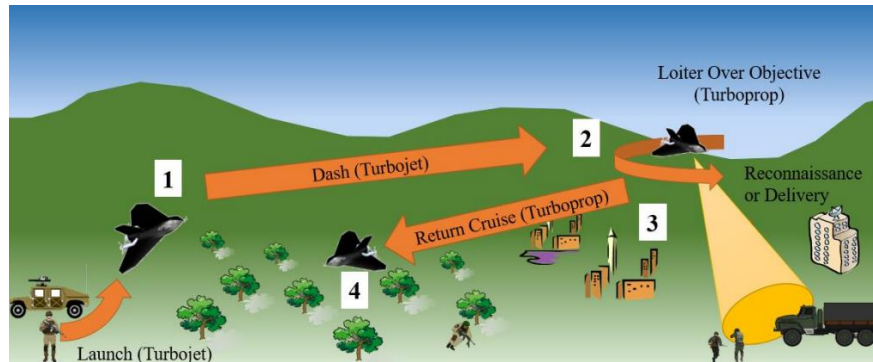 Loiter Over Objective
(Turboprop)
2
1
Dash (Turbojet)
Reconnaissance
or Delivery
Return Cruise (Turboprop)
3
4
Launch (Turbojet)